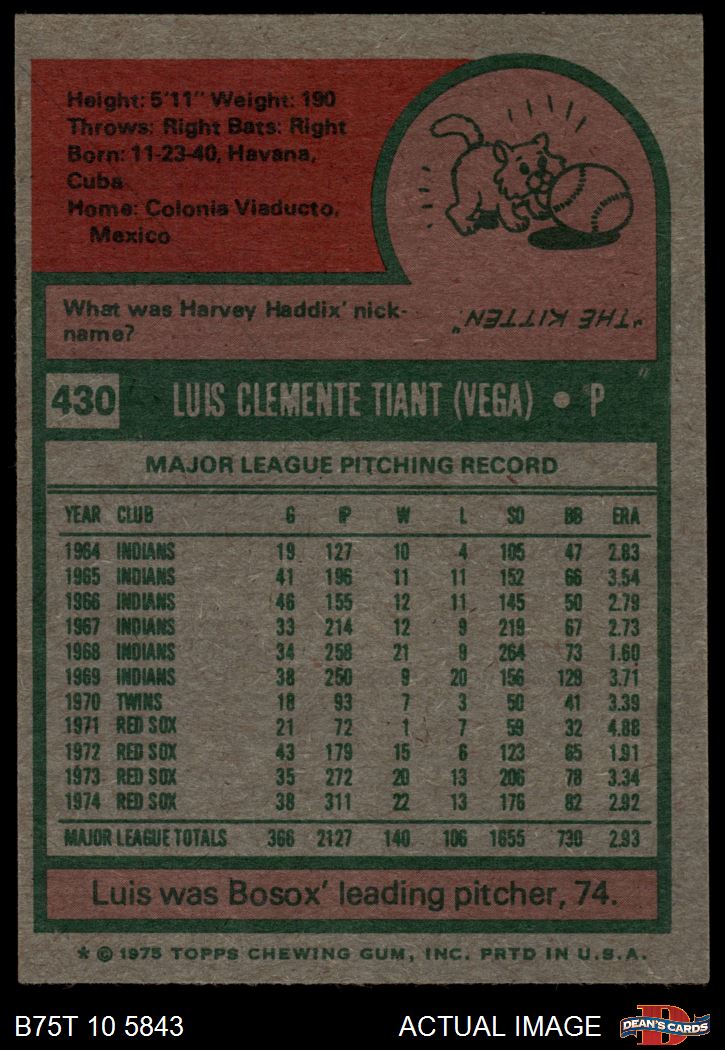 Height: 5'11" Weight: 190
Throws: Right Bats: Right
Born: 11-23-40, Havana,
Cuba
Home: Colonia Viaducto,
Mexico
What was Harvey Haddix' nick-
name?
"THE KITTEN"
430 LUIS CLEMENTE TIANT (VEGA) • P
MAJOR LEAGUE PITCHING RECORD
YEAR CLUB G IP W L SO BB ERA
1964 INDIANS 19 127 10 4 105 47 2.83
1965 INDIANS 41 196 11 11 152 66 3.54
1966 INDIANS 46 155 12 11 145 50 2.79
1967 INDIANS 33 214 12 9 219 67 2.73
1968 INDIANS 34 258 21 9 264 73 1.60
1969 INDIANS 38 250 9 20 156 129 3.71
1970 TWINS 18 93 7 3 50 41 3.39
1971 RED SOX 21 72 1 7 59 32 4.88
1972 RED SOX 43 179 15 6 123 65 1.91
1973 RED SOX 35 272 20 13 206 78 3.34
1974 RED SOX 38 311 22 13 176 82 2.92
MAJOR LEAGUE TOTALS 366 2127 140 106 1655 730 2.93
Luis was Bosox' leading pitcher, 74.
* © 1975 TOPPS CHEWING GUM, INC. PRTD IN U.S.A.
B75T 10 5843 ACTUAL IMAGE D DEAN'S CARDS